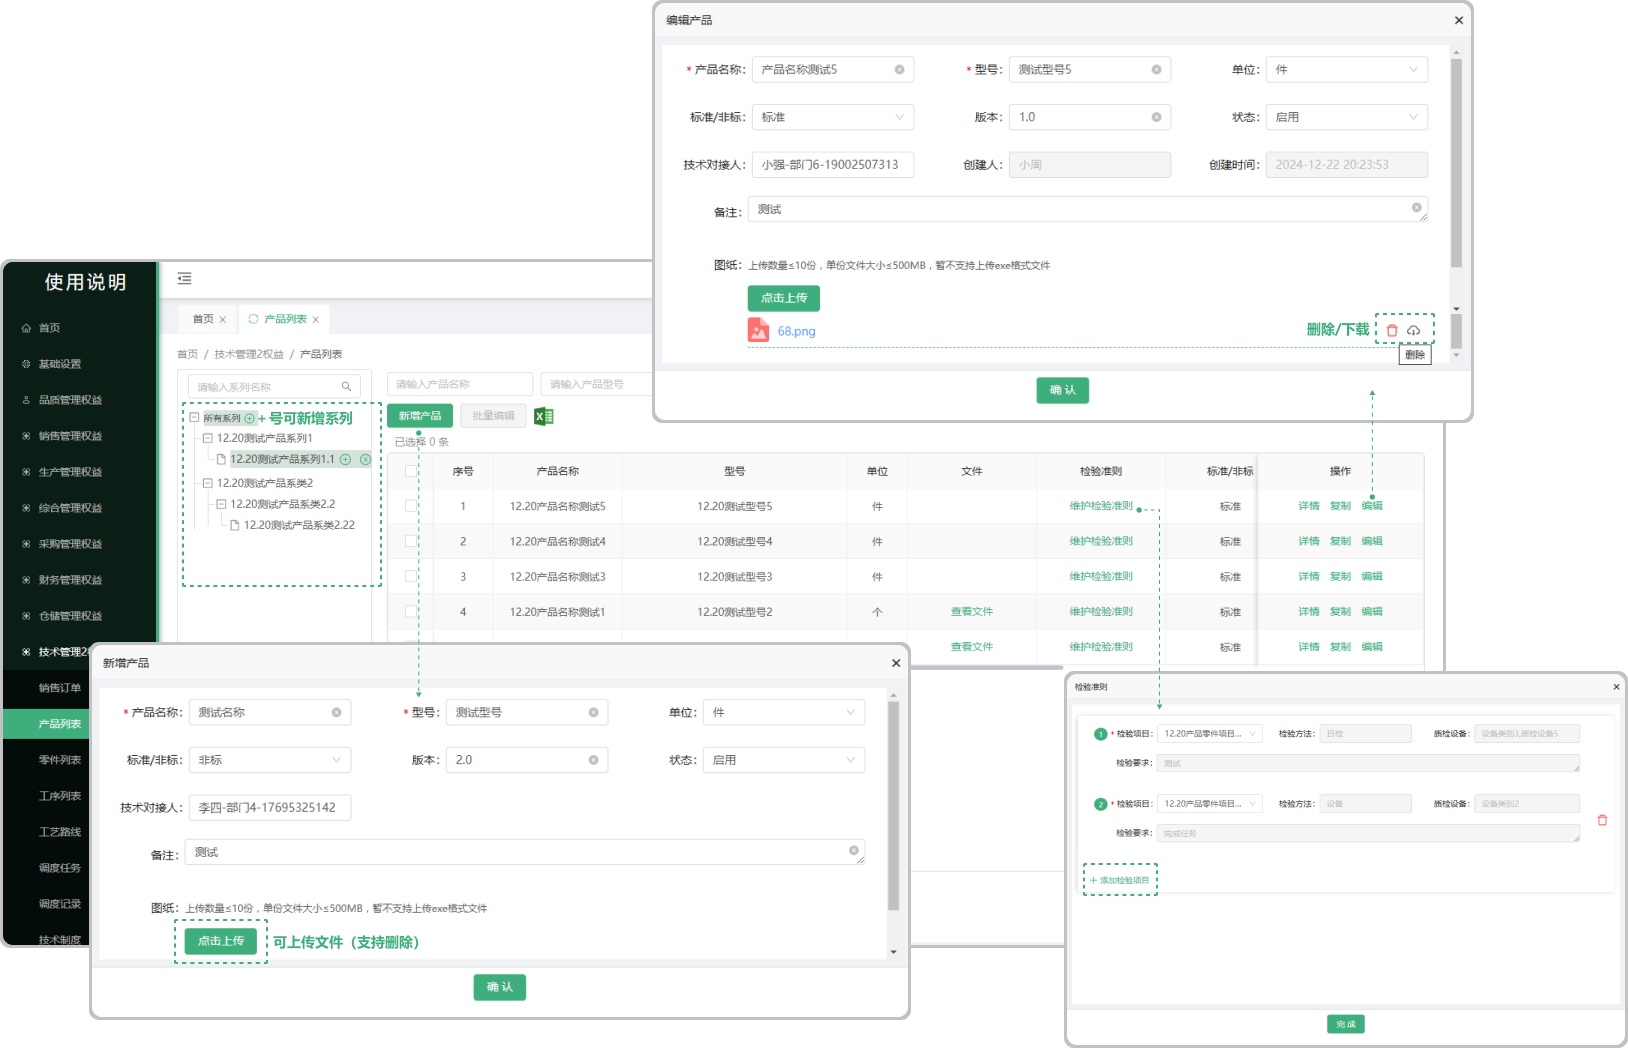 编辑产品
* 产品名称: 产品名称测试5
* 型号: 测试型号5
单位: 件
标准/非标: 标准
版本: 1.0
状态: 启用
技术对接人: 小强-部门6-19002507313
创建人: 小周
创建时间: 2024-12-22 20:23:53
备注: 测试
图纸: 上传数量≤10份，单份文件大小≤500MB，暂不支持上传exe格式文件
点击上传
68.png
删除/下载
删除
确 认
使用说明
首页
基础设置
品质管理权益
销售管理权益
生产管理权益
综合管理权益
采购管理权益
财务管理权益
仓储管理权益
技术管理2
销售订单
产品列表
零件列表
工序列表
工艺路线
调度任务
调度记录
技术制度
首页
产品列表
首页 / 技术管理2权益 / 产品列表
请输入系列名称
所有系列
+ 号可新增系列
12.20测试产品系列1
12.20测试产品系列1.1
12.20测试产品系类2
12.20测试产品系类2.2
12.20测试产品系类2.22
请输入产品名称
请输入产品型号
新增产品
批量编辑
已选择 0 条
序号 产品名称 型号 单位 文件 检验准则 标准/非标 操作
1 12.20产品名称测试5 12.20测试型号5 件 维护检验准则 标准 详情 复制 编辑
2 12.20产品名称测试4 12.20测试型号4 件 维护检验准则 标准 详情 复制 编辑
3 12.20产品名称测试3 12.20测试型号3 件 维护检验准则 标准 详情 复制 编辑
4 12.20产品名称测试1 12.20测试型号2 个 查看文件 维护检验准则 标准 详情 复制 编辑
查看文件 维护检验准则 标准 详情 复制 编辑
新增产品
* 产品名称: 测试名称
* 型号: 测试型号
单位: 件
标准/非标: 非标
版本: 2.0
状态: 启用
技术对接人: 李四-部门4-17695325142
备注: 测试
图纸: 上传数量≤10份，单份文件大小≤500MB，暂不支持上传exe格式文件
点击上传
可上传文件（支持删除）
确 认
检验准则
1 * 检验项目: 12.20产品零件项目... 检验方法: 目检 质检设备: 设备类别3,质检设备5
检验要求: 测试
2 * 检验项目: 12.20产品零件项目... 检验方法: 设备 质检设备: 设备类别2
检验要求: 完成任务
+ 添加检验项目
完 成